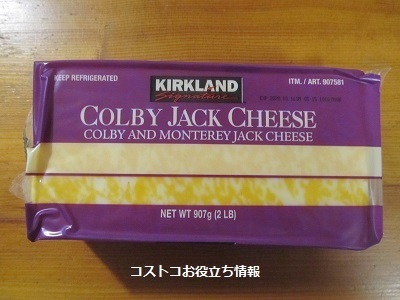 KEEP REFRIGERATED
ITM. / ART. 907581
KIRKLAND
Signature
COLBY JACK CHEESE
COLBY AND MONTEREY JACK CHEESE
NET WT 907g (2 LB)
コストコお役立ち情報